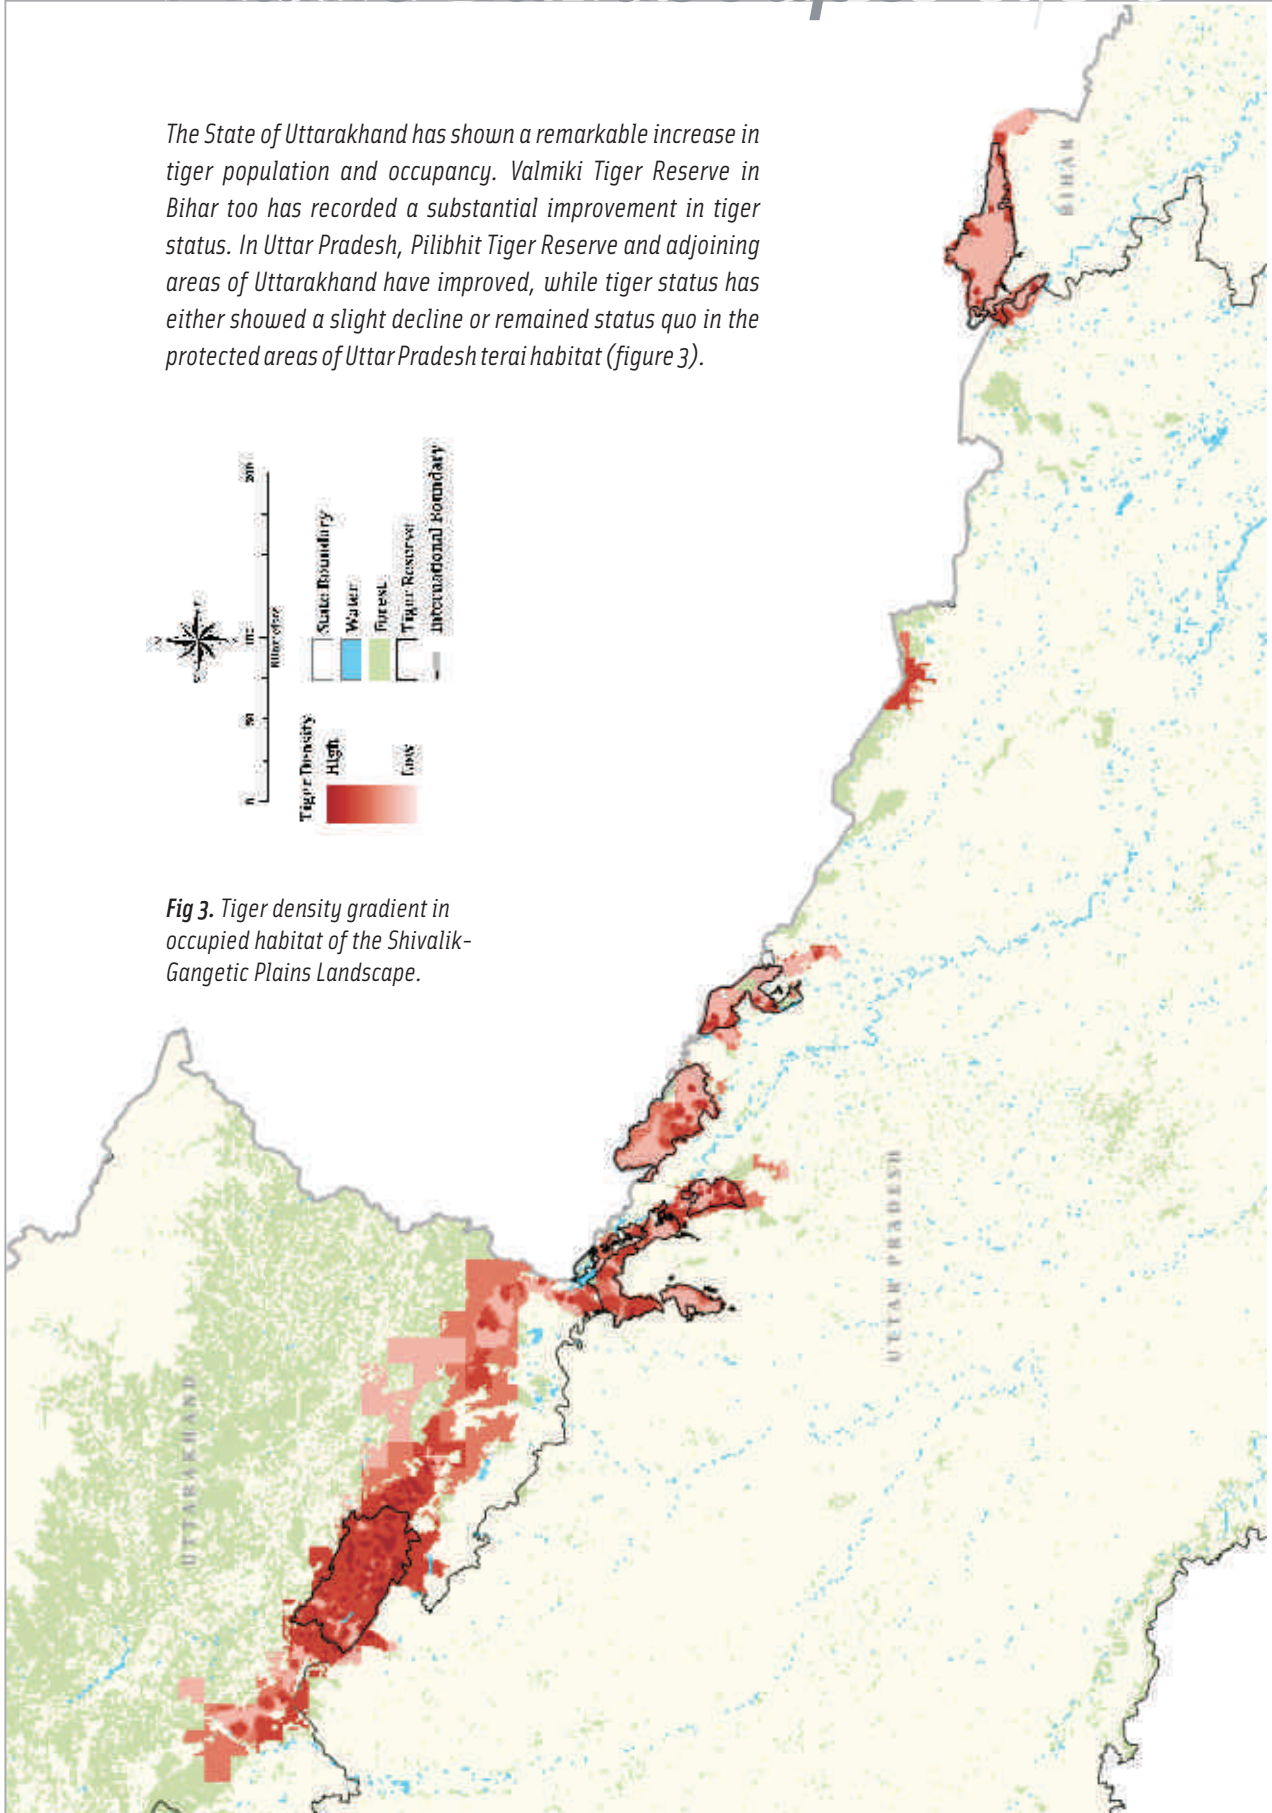 The State of Uttarakhand has shown a remarkable increase in
tiger population and occupancy. Valmiki Tiger Reserve in
Bihar too has recorded a substantial improvement in tiger
status. In Uttar Pradesh, Pilibhit Tiger Reserve and adjoining
areas of Uttarakhand have improved, while tiger status has
either showed a slight decline or remained status quo in the
protected areas of Uttar Pradesh terai habitat (figure 3).
BIHAR
0 50 100 200
Kilometers
State Boundary
Water
Forest
Tiger Reserve
International Boundary
Tiger Density
High
Low
Fig 3. Tiger density gradient in
occupied habitat of the Shivalik-
Gangetic Plains Landscape.
UTTAR PRADESH
UTTARAKHAND